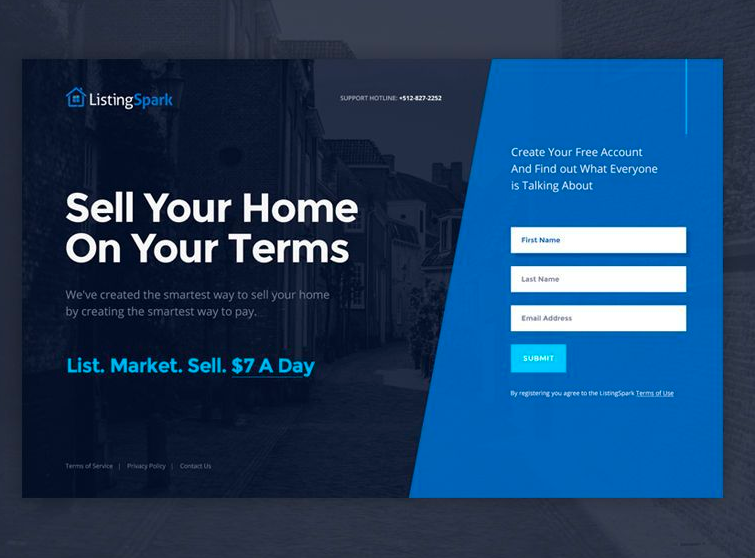 ListingSpark
SUPPORT HOTLINE: +512-827-2252
Sell Your Home
On Your Terms
We've created the smartest way to sell your home
by creating the smartest way to pay.
List. Market. Sell. $7 A Day
Terms of Service | Privacy Policy | Contact Us
Create Your Free Account
And Find out What Everyone
is Talking About
First Name
Last Name
Email Address
SUBMIT
By registering you agree to the ListingSpark Terms of Use